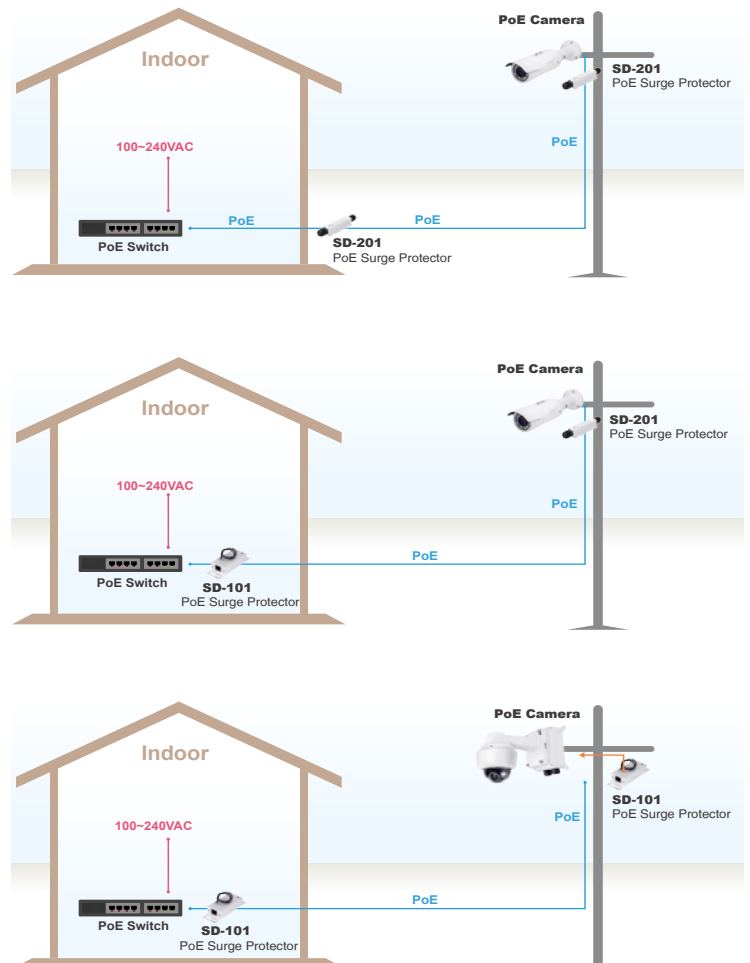 PoE Camera
Indoor
SD-201
PoE Surge Protector
100~240VAC
PoE
PoE
PoE
PoE Switch
SD-201
PoE Surge Protector
PoE Camera
Indoor
SD-201
PoE Surge Protector
100~240VAC
PoE
PoE
PoE Switch
SD-101
PoE Surge Protector
PoE Camera
Indoor
SD-101
PoE Surge Protector
PoE
100~240VAC
PoE
PoE Switch
SD-101
PoE Surge Protector